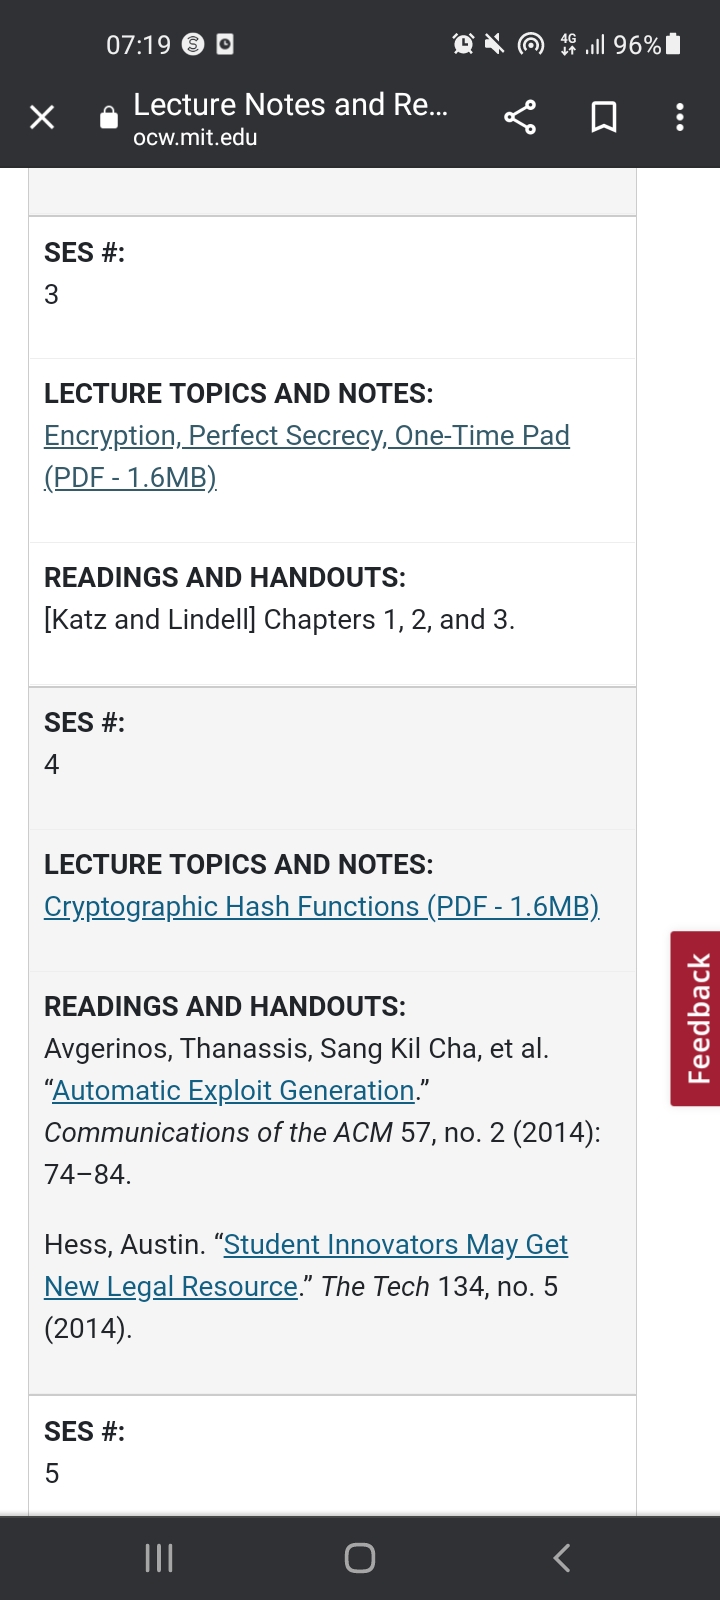 07:19
4G
96%
Lecture Notes and Re...
ocw.mit.edu
SES #:
3
LECTURE TOPICS AND NOTES:
Encryption, Perfect Secrecy, One-Time Pad
(PDF - 1.6MB)
READINGS AND HANDOUTS:
[Katz and Lindell] Chapters 1, 2, and 3.
SES #:
4
LECTURE TOPICS AND NOTES:
Cryptographic Hash Functions (PDF - 1.6MB)
READINGS AND HANDOUTS:
Avgerinos, Thanassis, Sang Kil Cha, et al.
“Automatic Exploit Generation.”
Communications of the ACM 57, no. 2 (2014):
74–84.
Hess, Austin. “Student Innovators May Get
New Legal Resource.” The Tech 134, no. 5
(2014).
Feedback
SES #:
5